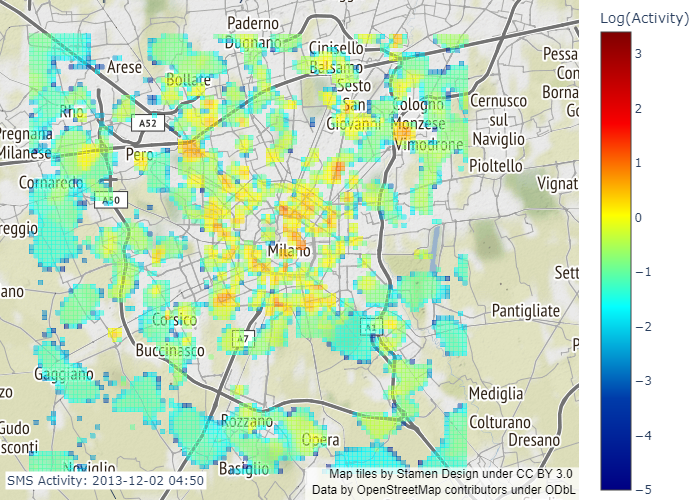 Log(Activity)
Paderno
Dugnano
Cinisello
Balsamo
Arese
Bollate
Sesto
San
Giovanni
Cologno
Monzese
Cernusco
sul
Naviglio
Rho
A52
Vimodrone
Pioltello
Pregnana
Milanese
Pero
Cornaredo
A50
Vignat
reggio
Milano
Sett
ano
Pantigliate
Corsico
A7
A1
Buccinasco
Gaggiano
Mediglia
zo
Rozzano
Opera
Colturano
Dresano
Gudo
sconti
Noviglio
Basiglio
Pessa
Con
Borna
Go
P
3
2
1
0
−1
−2
−3
−4
−5
SMS Activity: 2013-12-02 04:50
Map tiles by Stamen Design under CC BY 3.0
Data by OpenStreetMap contributors under ODbL